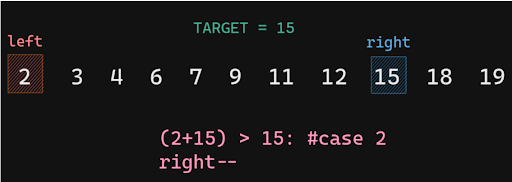 TARGET = 15
left
right
2 3 4 6 7 9 11 12 15 18 19
(2+15) > 15: #case 2
right--